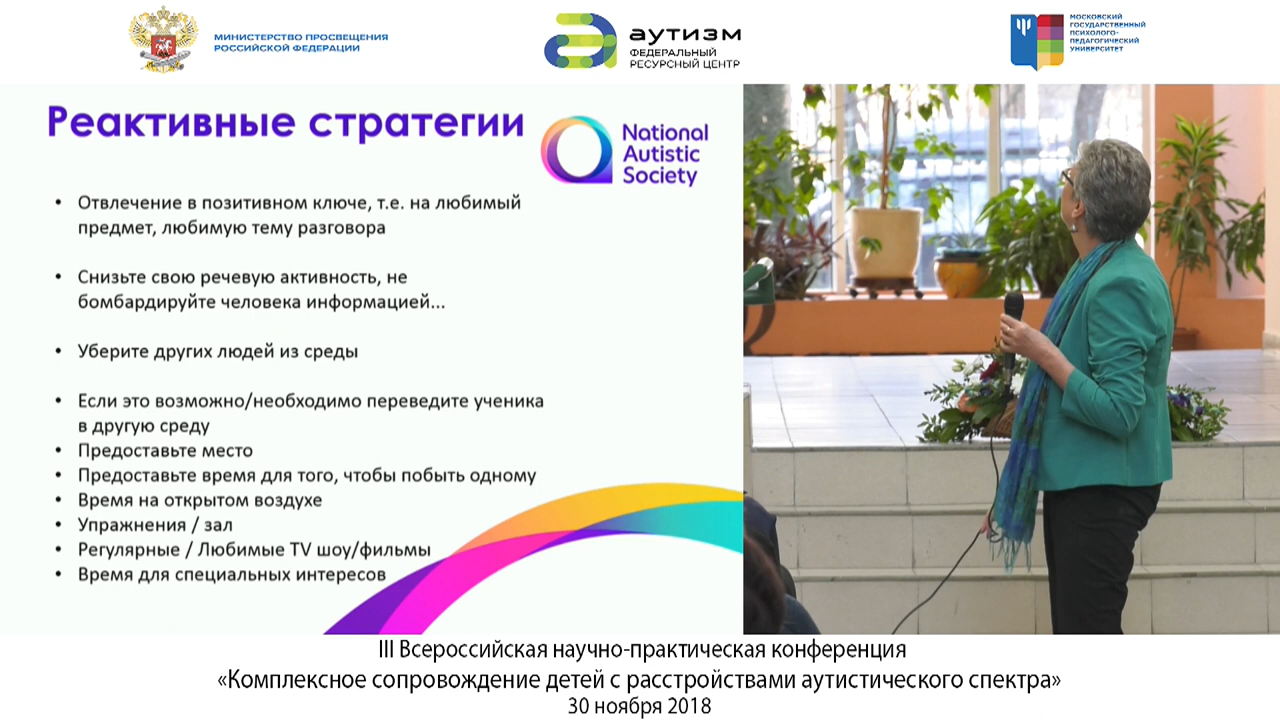 МИНИСТЕРСТВО ПРОСВЕЩЕНИЯ
РОССИЙСКОЙ ФЕДЕРАЦИИ
аутизм
ФЕДЕРАЛЬНЫЙ
РЕСУРСНЫЙ ЦЕНТР
МОСКОВСКИЙ
ГОСУДАРСТВЕННЫЙ
ПСИХОЛОГО-
ПЕДАГОГИЧЕСКИЙ
УНИВЕРСИТЕТ
Реактивные стратегии
National
Autistic
Society
• Отвлечение в позитивном ключе, т.е. на любимый
предмет, любимую тему разговора
• Снизьте свою речевую активность, не
бомбардируйте человека информацией...
• Уберите других людей из среды
• Если это возможно/необходимо переведите ученика
в другую среду
• Предоставьте место
• Предоставьте время для того, чтобы побыть одному
• Время на открытом воздухе
• Упражнения / зал
• Регулярные / Любимые TV шоу/фильмы
• Время для специальных интересов
III Всероссийская научно-практическая конференция
«Комплексное сопровождение детей с расстройствами аутистического спектра»
30 ноября 2018